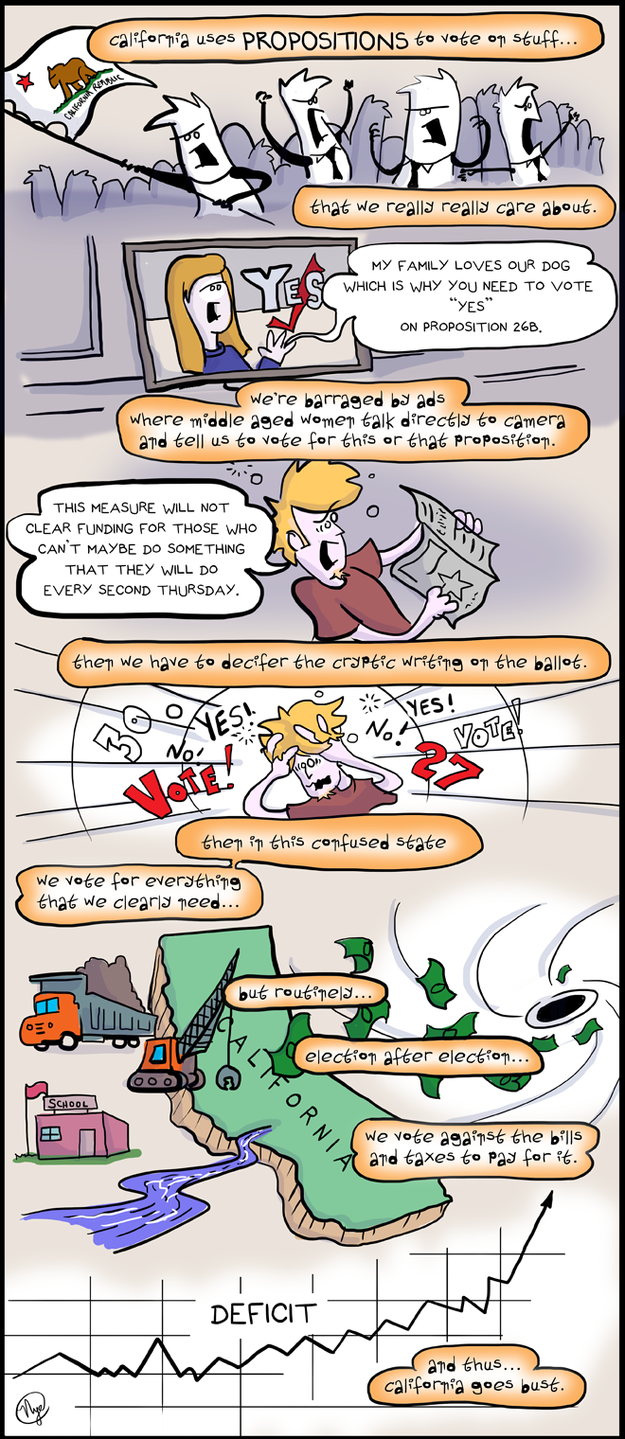 california uses PROPOSITIONS to vote on stuff...
CALIFORNIA REPUBLIC
that we really really care about.
YES
MY FAMILY LOVES OUR DOG
WHICH IS WHY YOU NEED TO VOTE
"YES"
ON PROPOSITION 26B.
we're barraged by ads
where middle aged women talk directly to camera
and tell us to vote for this or that proposition.
THIS MEASURE WILL NOT
CLEAR FUNDING FOR THOSE WHO
CAN'T MAYBE DO SOMETHING
THAT THEY WILL DO
EVERY SECOND THURSDAY.
then we have to decifer the cryptic writing on the ballot.
30
YES!
NO!
VOTE!
YES!
NO!
VOTE!
27
then in this confused state
we vote for everything
that we clearly need...
but routinely...
election after election...
CALIFORNIA
SCHOOL
we vote against the bills
and taxes to pay for it.
DEFICIT
and thus...
california goes bust.
Nye